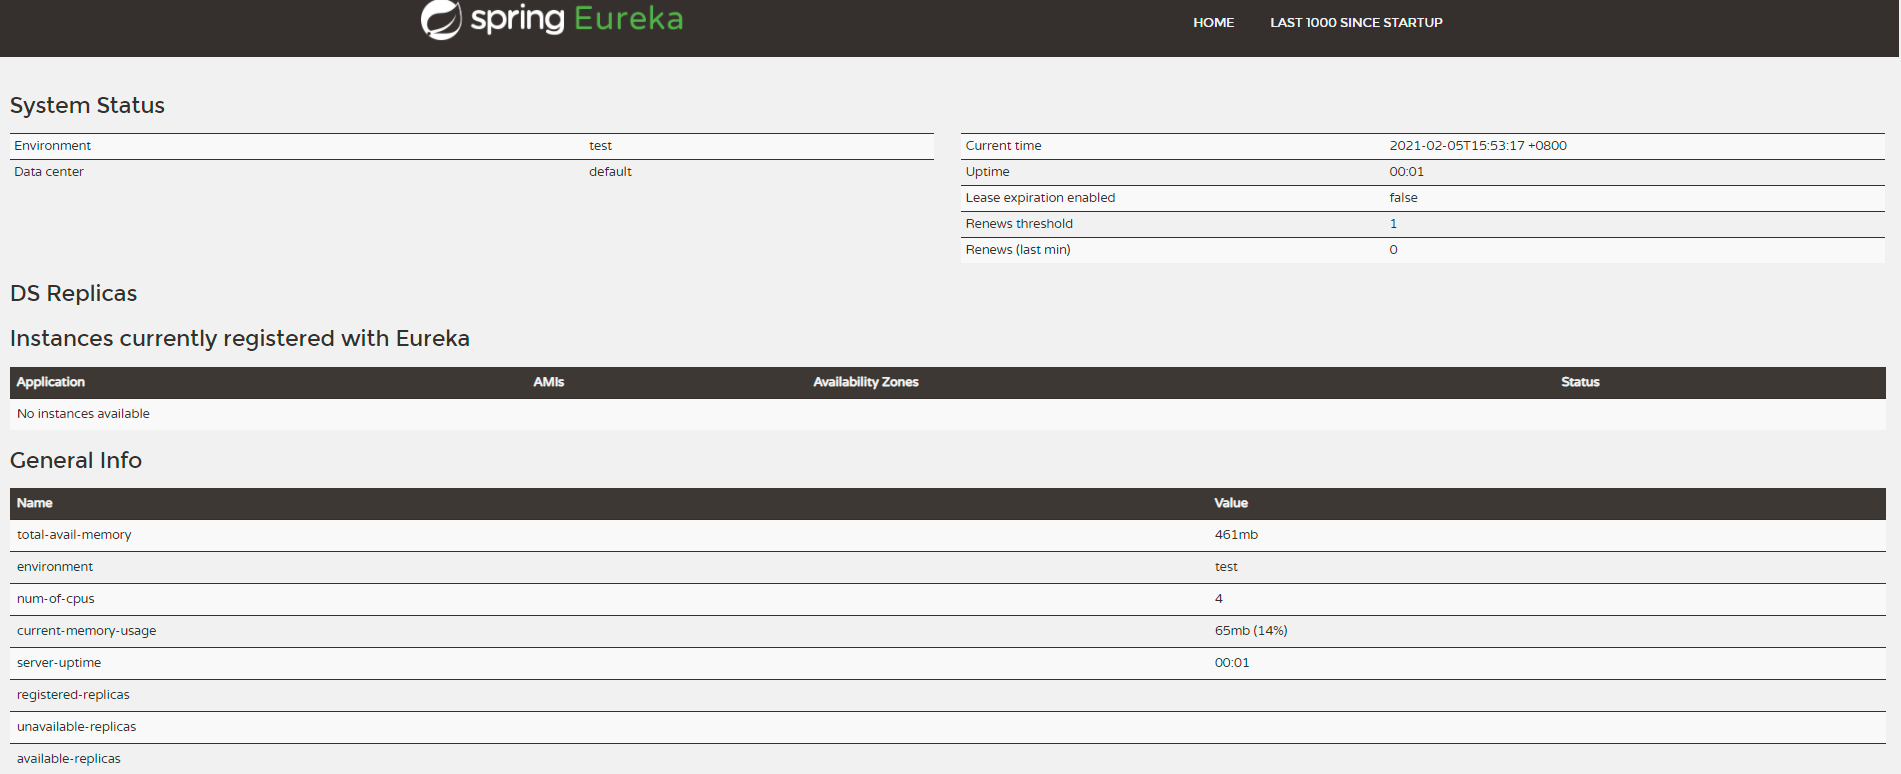 spring Eureka
HOME LAST 1000 SINCE STARTUP
System Status
Environment test
Data center default
Current time 2021-02-05T15:53:17 +0800
Uptime 00:01
Lease expiration enabled false
Renews threshold 1
Renews (last min) 0
DS Replicas
Instances currently registered with Eureka
Application AMIs Availability Zones Status
No instances available
General Info
Name Value
total-avail-memory 461mb
environment test
num-of-cpus 4
current-memory-usage 65mb (14%)
server-uptime 00:01
registered-replicas
unavailable-replicas
available-replicas